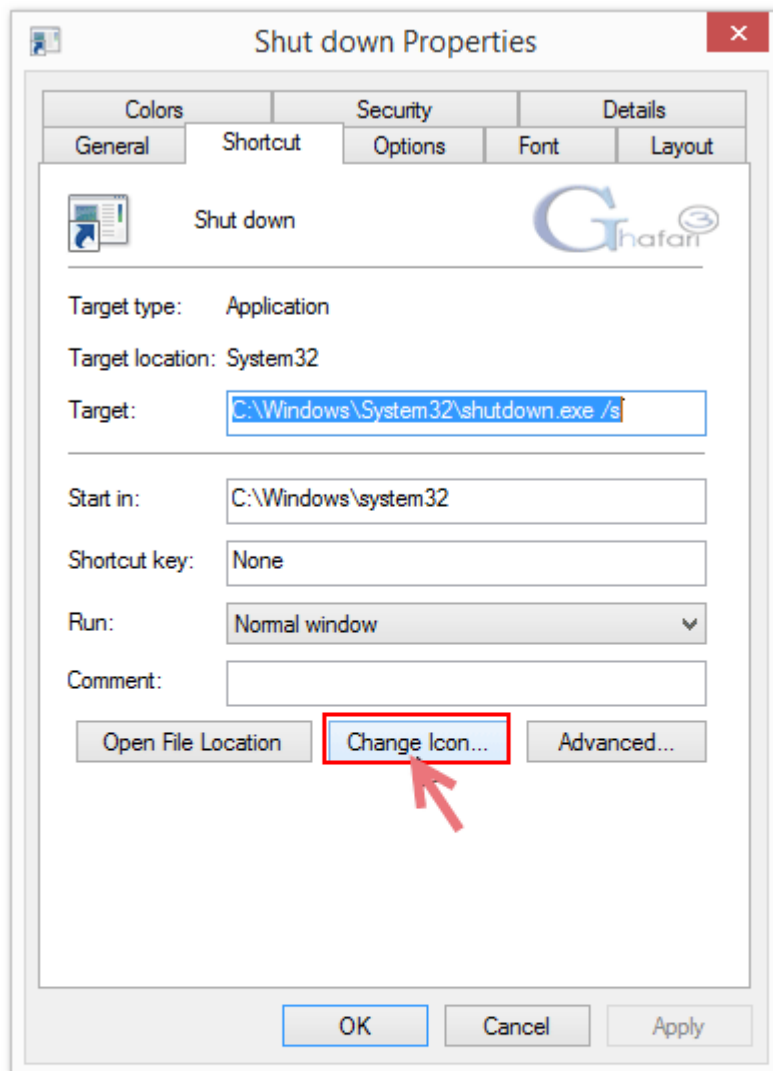 Shut down Properties
Colors Security Details
General Shortcut Options Font Layout
Shut down
Ghafari 3
Target type: Application
Target location: System32
Target: C:\Windows\System32\shutdown.exe /s
Start in: C:\Windows\system32
Shortcut key: None
Run: Normal window
Comment:
Open File Location Change Icon... Advanced...
OK Cancel Apply